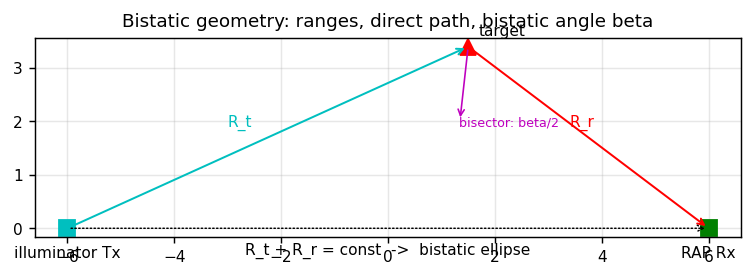 Bistatic geometry: ranges, direct path, bistatic angle beta
target
3
R_t
2
bisector: beta/2
R_r
1
0
−6
−4
−2
0
2
4
6
illuminator Tx
R_t + R_r = const -> bistatic ellipse
RAP Rx